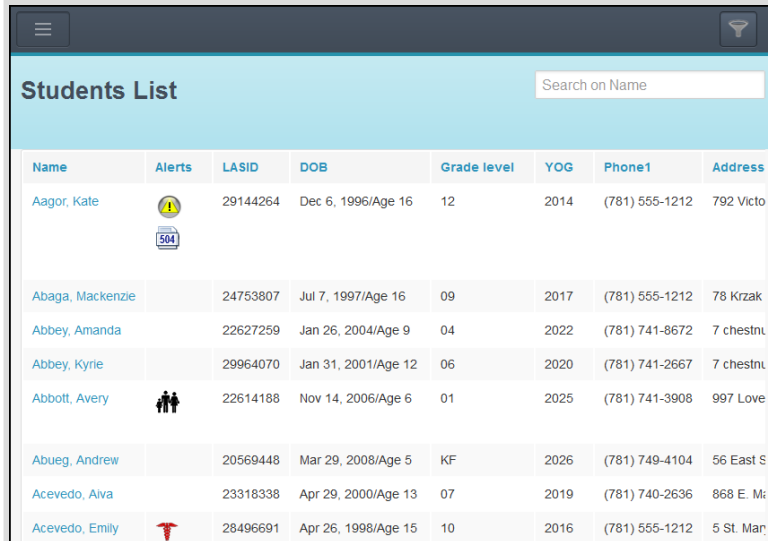 Students List
Search on Name
Name Alerts LASID DOB Grade level YOG Phone1 Address
Aagor, Kate 29144264 Dec 6, 1996/Age 16 12 2014 (781) 555-1212 792 Victo
504
Abaga, Mackenzie 24753807 Jul 7, 1997/Age 16 09 2017 (781) 555-1212 78 Krzak
Abbey, Amanda 22627259 Jan 26, 2004/Age 9 04 2022 (781) 741-8672 7 chestnu
Abbey, Kyrie 29964070 Jan 31, 2001/Age 12 06 2020 (781) 741-2667 7 chestnu
Abbott, Avery 22614188 Nov 14, 2006/Age 6 01 2025 (781) 741-3908 997 Love
Abueg, Andrew 20569448 Mar 29, 2008/Age 5 KF 2026 (781) 749-4104 56 East S
Acevedo, Aiva 23318338 Apr 29, 2000/Age 13 07 2019 (781) 740-2636 868 E. Ma
Acevedo, Emily 28496691 Apr 26, 1998/Age 15 10 2016 (781) 555-1212 5 St. Mary